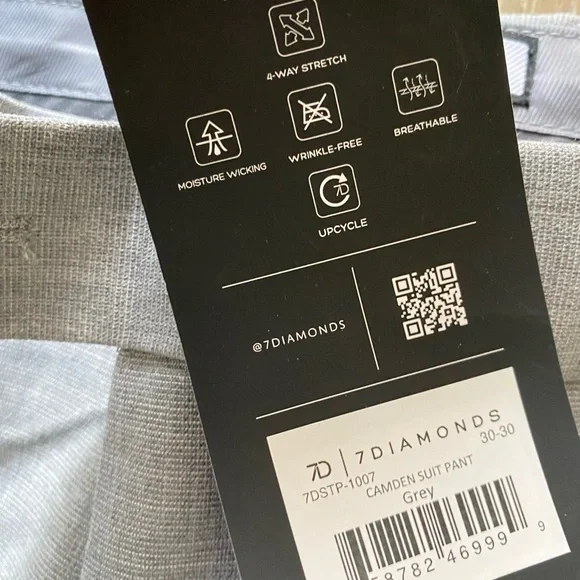 4-WAY STRETCH
MOISTURE WICKING
WRINKLE-FREE
BREATHABLE
7D
UPCYCLE
@7DIAMONDS
7D | 7DIAMONDS
7DSTP-1007
30-30
CAMDEN SUIT PANT
Grey
8782 46999 9